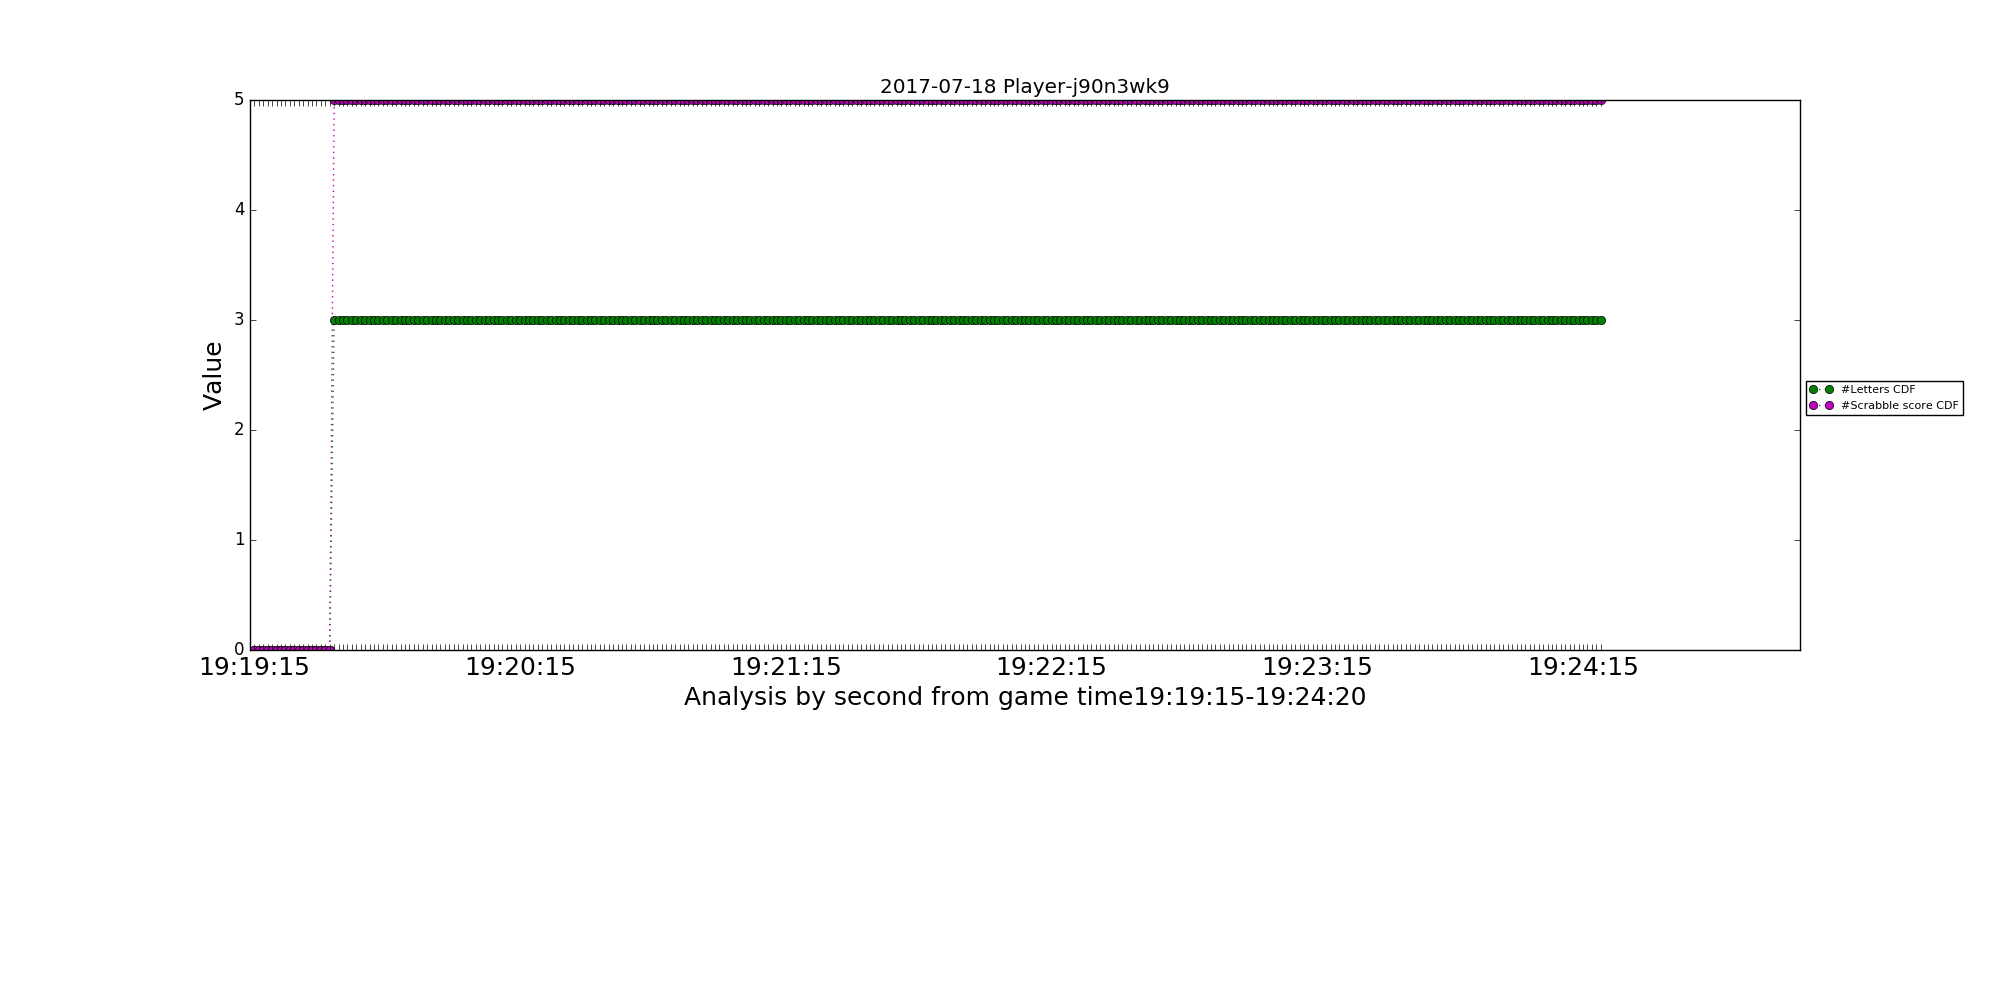 2017-07-18 Player-j90n3wk9
5
4
3
2
1
0
Value
19:19:15 19:20:15 19:21:15 19:22:15 19:23:15 19:24:15
Analysis by second from game time19:19:15-19:24:20
#Letters CDF
#Scrabble score CDF